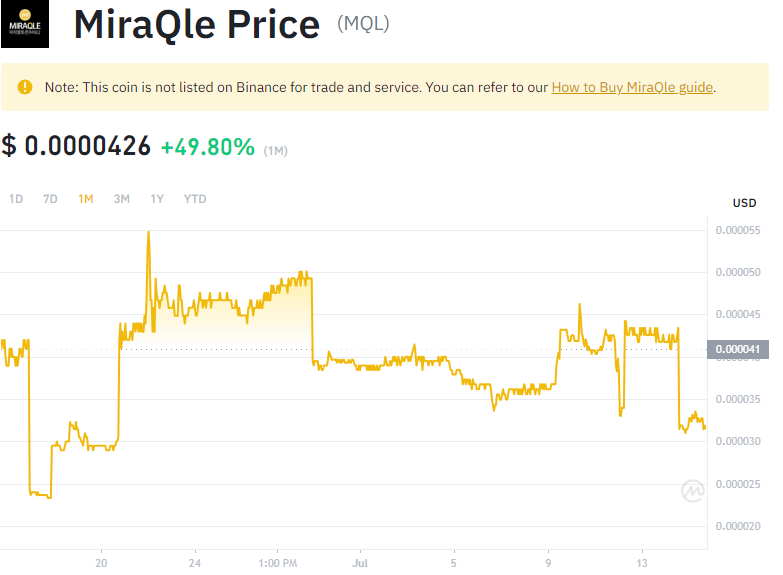 MIRAQLE
MiraQle Price (MQL)
Note: This coin is not listed on Binance for trade and service. You can refer to our How to Buy MiraQle guide.
$ 0.0000426 +49.80% (1M)
1D 7D 1M 3M 1Y YTD
USD
0.000055
0.000050
0.000045
0.000041
0.000035
0.000030
0.000025
0.000020
20 24 1:00 PM Jul 5 9 13